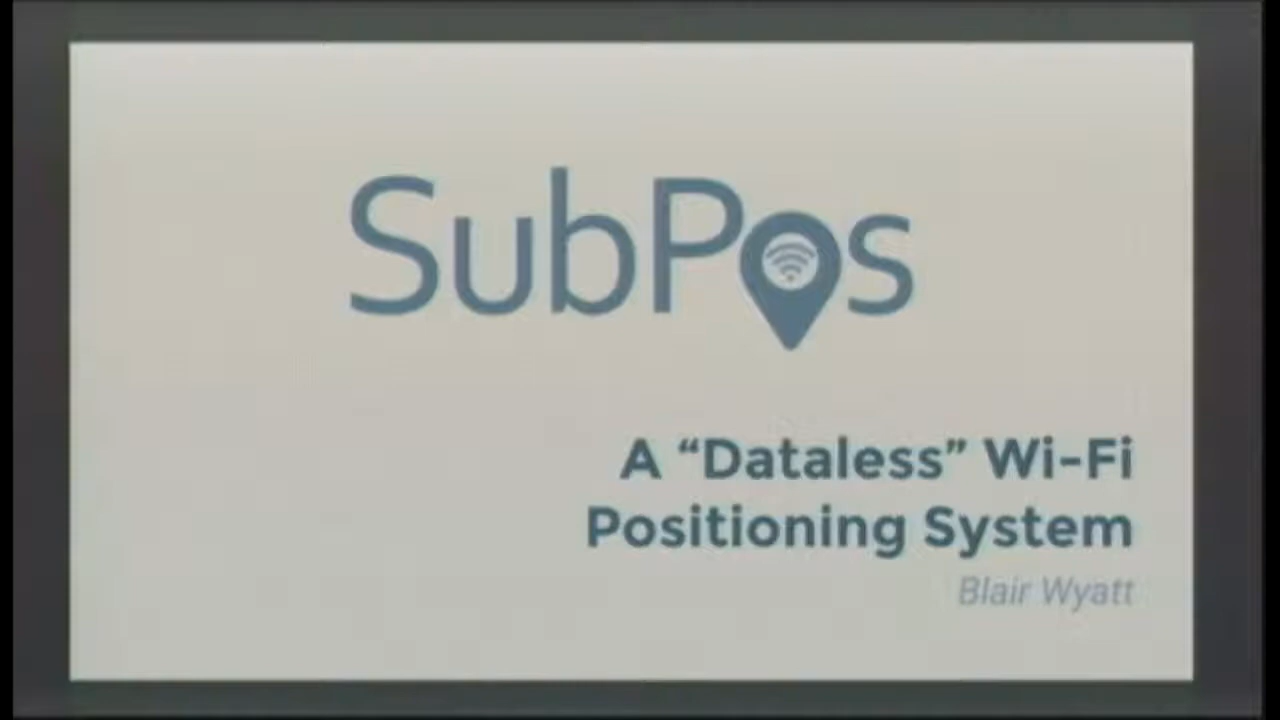 SubPos
A “Dataless” Wi-Fi
Positioning System
Blair Wyatt